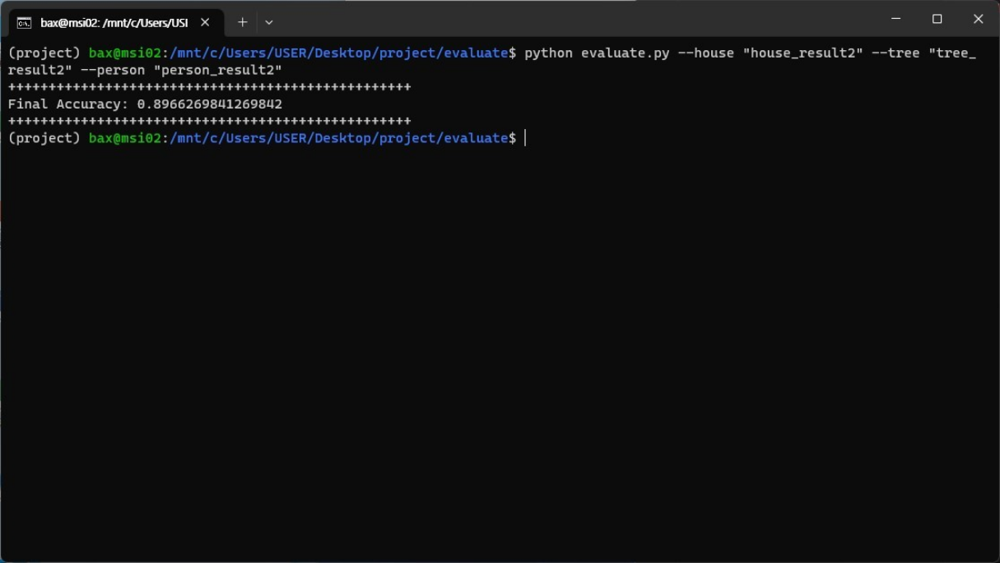 bax@msi02: /mnt/c/Users/USI
(project) bax@msi02:/mnt/c/Users/USER/Desktop/project/evaluate$ python evaluate.py --house "house_result2" --tree "tree_
result2" --person "person_result2"
++++++++++++++++++++++++++++++++++++++++++++++++++
Final Accuracy: 0.8966269841269842
++++++++++++++++++++++++++++++++++++++++++++++++++
(project) bax@msi02:/mnt/c/Users/USER/Desktop/project/evaluate$